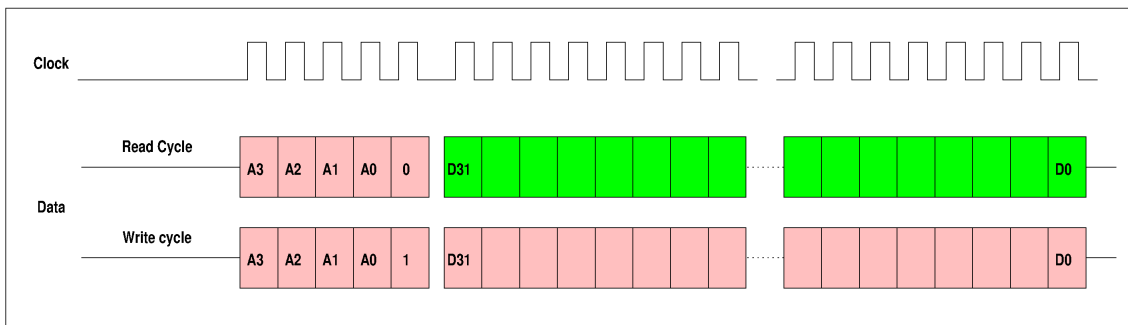 Clock
Read Cycle
A3 A2 A1 A0 0 D31 D0
Data
Write cycle
A3 A2 A1 A0 1 D31 D0